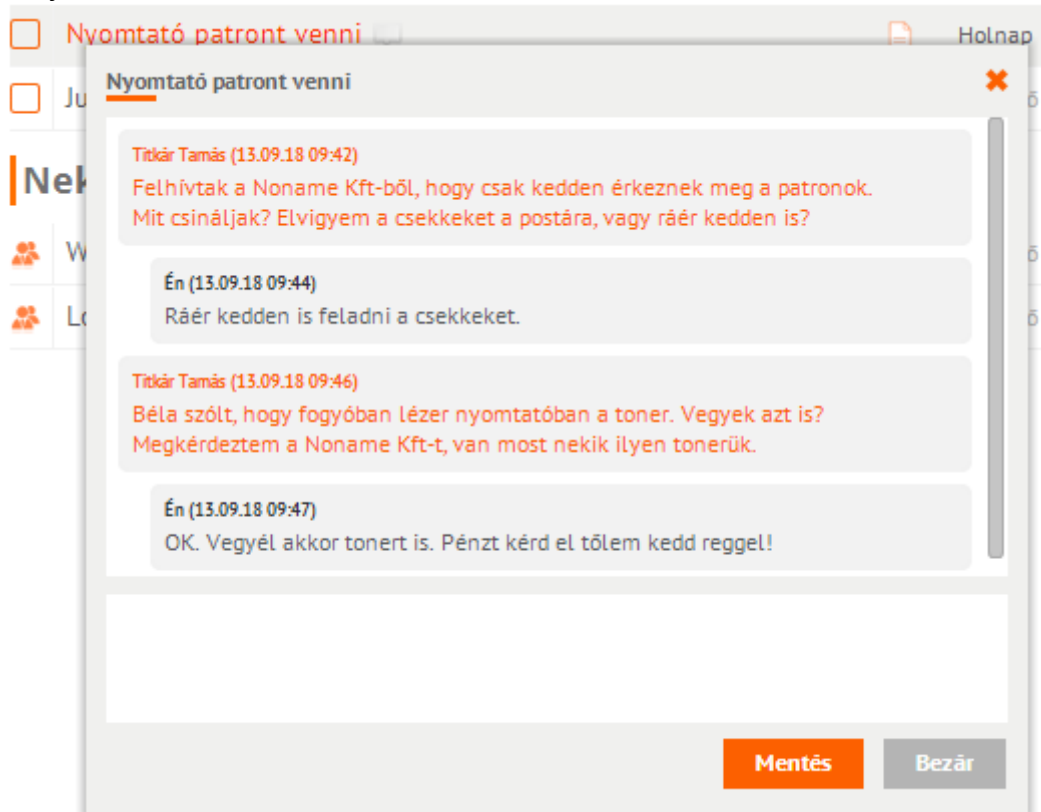 Nyomtató patront venni
Holnap
Nyomtató patront venni
Titkár Tamás (13.09.18 09:42)
Felhívtak a Noname Kft-ből, hogy csak kedden érkeznek meg a patronok.
Mit csináljak? Elvigyem a csekkeket a postára, vagy ráér kedden is?
Én (13.09.18 09:44)
Ráér kedden is feladni a csekkeket.
Titkár Tamás (13.09.18 09:46)
Béla szólt, hogy fogyóban lézer nyomtatóban a toner. Vegyek azt is?
Megkérdeztem a Noname Kft-t, van most nekik ilyen tonerük.
Én (13.09.18 09:47)
OK. Vegyél akkor tonert is. Pénzt kérd el tőlem kedd reggel!
Mentés
Bezár